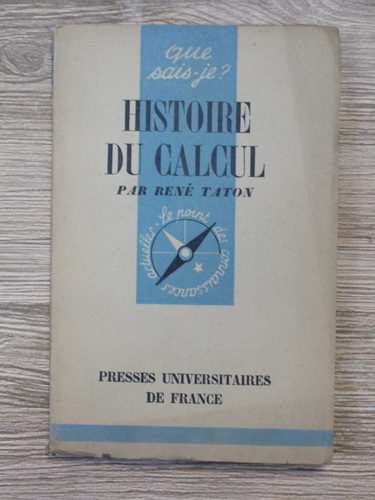 que
sais-je?
HISTOIRE
DU CALCUL
PAR RENÉ TATON
le point des connaissances actuelles
PRESSES UNIVERSITAIRES
DE FRANCE